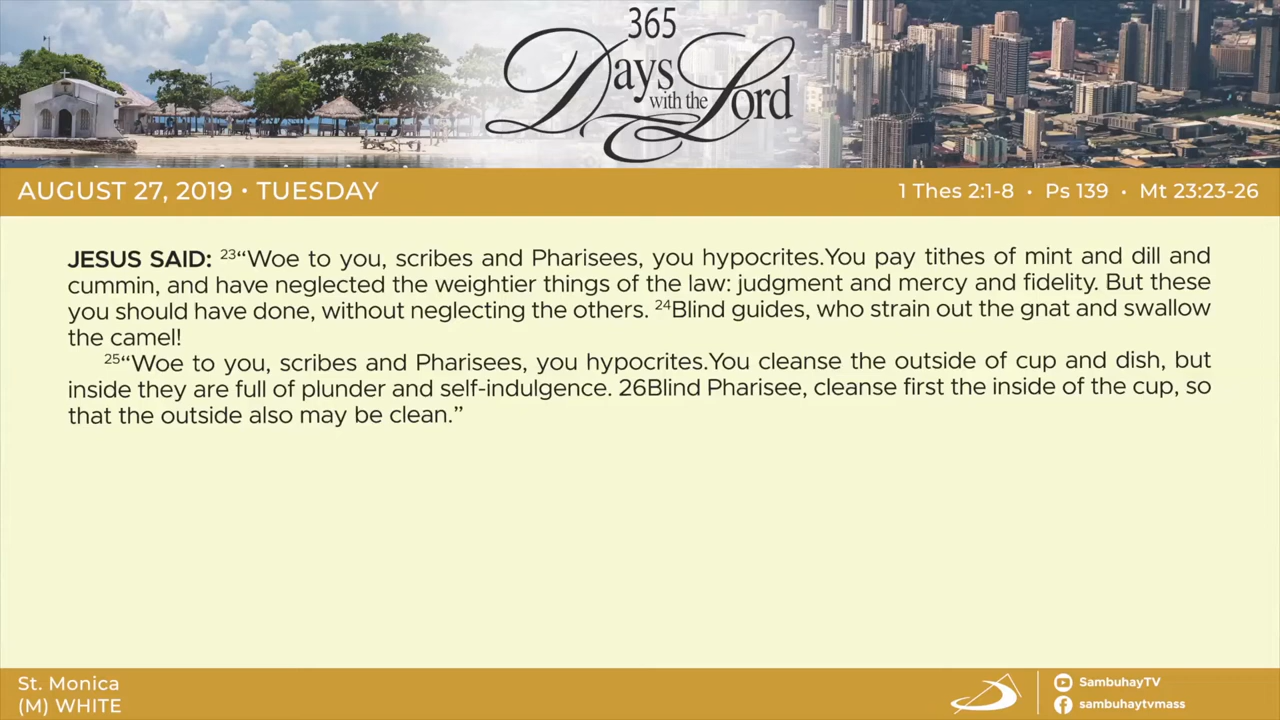 365
Days
with the
Lord
AUGUST 27, 2019 • TUESDAY
1 Thes 2:1-8 • Ps 139 • Mt 23:23-26
JESUS SAID: 23“Woe to you, scribes and Pharisees, you hypocrites.You pay tithes of mint and dill and
cummin, and have neglected the weightier things of the law: judgment and mercy and fidelity. But these
you should have done, without neglecting the others. 24Blind guides, who strain out the gnat and swallow
the camel!
25“Woe to you, scribes and Pharisees, you hypocrites.You cleanse the outside of cup and dish, but
inside they are full of plunder and self-indulgence. 26Blind Pharisee, cleanse first the inside of the cup, so
that the outside also may be clean.”
St. Monica
(M) WHITE
SambuhayTV
sambuhaytvmass